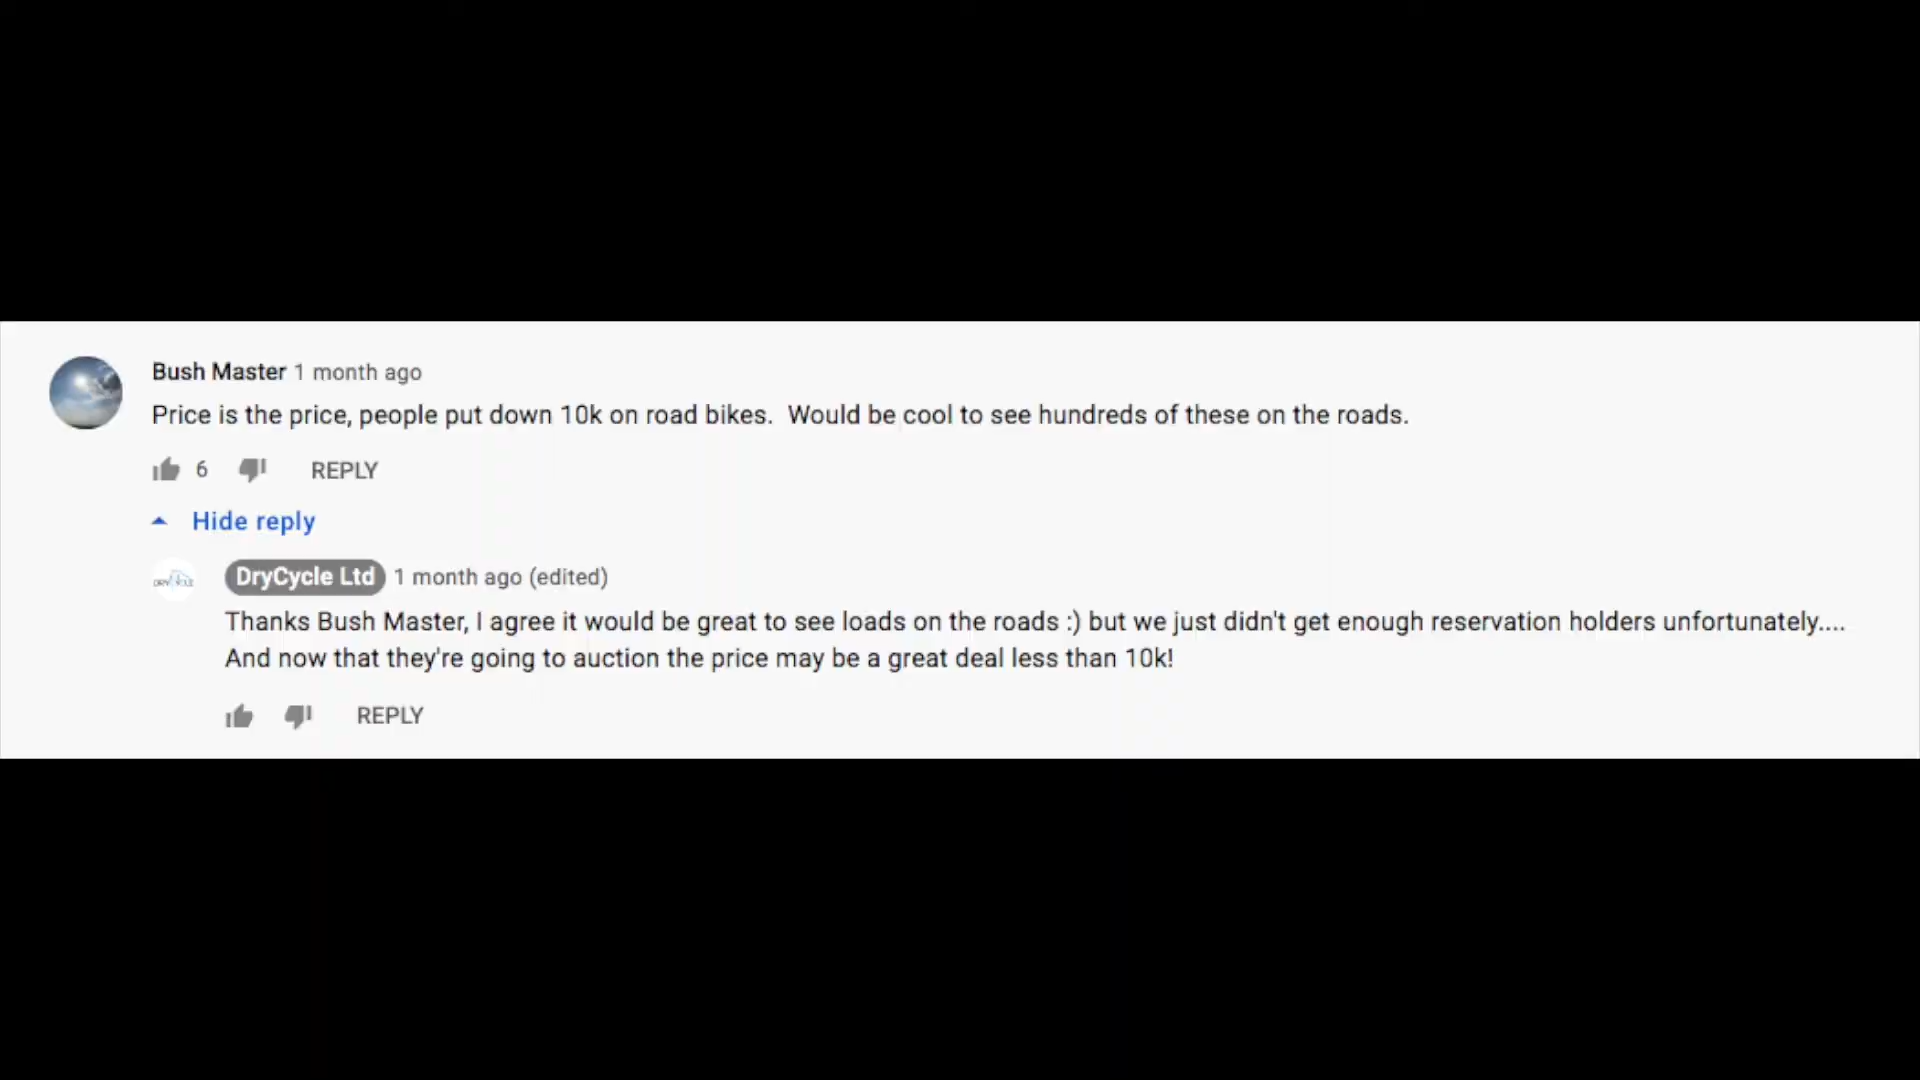 Bush Master 1 month ago
Price is the price, people put down 10k on road bikes.  Would be cool to see hundreds of these on the roads.
6 REPLY
Hide reply
DryCycle Ltd 1 month ago (edited)
Thanks Bush Master, I agree it would be great to see loads on the roads :) but we just didn't get enough reservation holders unfortunately....
And now that they're going to auction the price may be a great deal less than 10k!
REPLY